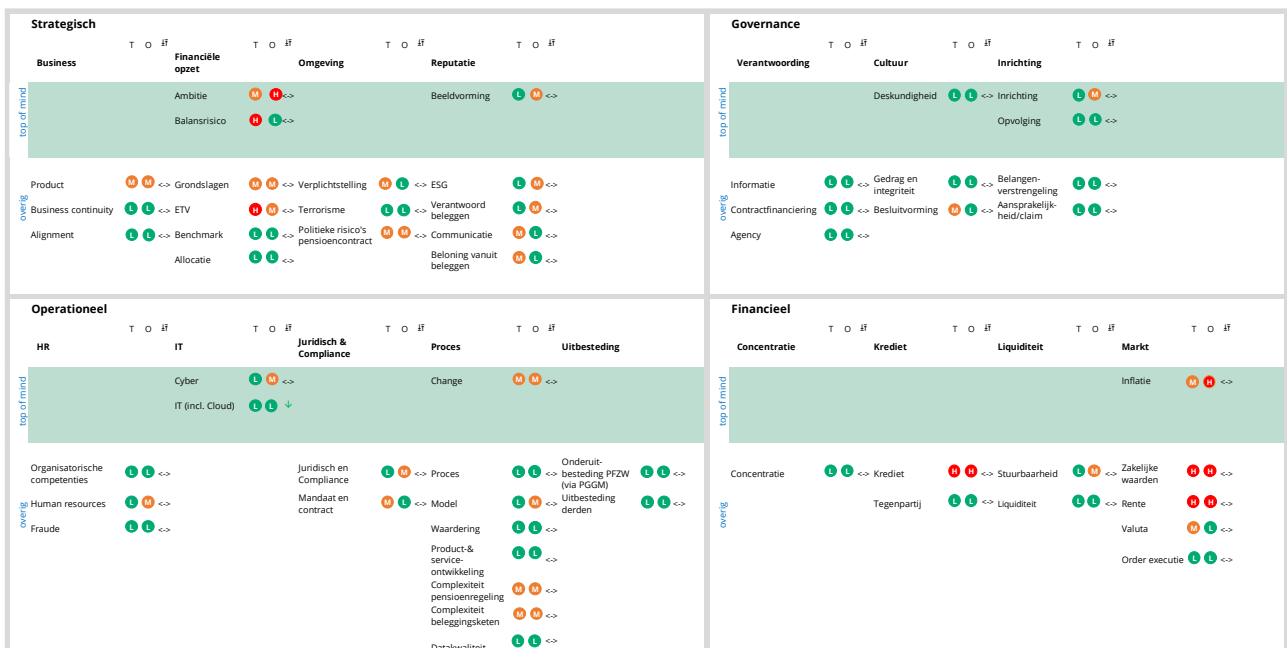 Strategisch
T O
T O
T O
T O
Business
Financiële
opzet
Omgeving
Reputatie
top of mind
Ambitie M H <->
Beeldvorming L M <->
Balansrisico H L <->
overig
Product M M <-> Grondslagen M M <-> Verplichtstelling M L <-> ESG L M <->
Business continuity L L <-> ETV H M <-> Terrorisme L L <-> Verantwoord
beleggen L M <->
Alignment L L <-> Benchmark L L <-> Politieke risico's
pensioencontract M M <-> Communicatie M L <->
Allocatie L L <->
Beloning vanuit
beleggen M L <->
Governance
T O
T O
T O
Verantwoording
Cultuur
Inrichting
top of mind
Deskundigheid L L <-> Inrichting L M <->
Opvolging L L <->
overig
Informatie L L <-> Gedrag en
integriteit L L <-> Belangen-
verstrengeling L L <->
Contractfinanciering L L <-> Besluitvorming M L <-> Aansprakelijk-
heid/claim L L <->
Agency L L <->
Operationeel
T O
T O
T O
T O
HR
IT
Juridisch &
Compliance
Proces
Uitbesteding
top of mind
Cyber L M <->
Change M M <->
IT (incl. Cloud) L L ↓
overig
Organisatorische
competenties L L <->
Juridisch en
Compliance L M <-> Proces L L <-> Onderuit-
besteding PFZW
(via PGGM) L L <->
Human resources L M <->
Mandaat en
contract M L <-> Model L M <-> Uitbesteding
derden L L <->
Fraude L L <->
Waardering L L <->
Product-&
service-
ontwikkeling L L <->
Complexiteit
pensioenregeling M M <->
Complexiteit
beleggingsketen M M <->
Datakwaliteit L L <->
Financieel
T O
T O
T O
T O
Concentratie
Krediet
Liquiditeit
Markt
top of mind
Inflatie M H <->
overig
Concentratie L L <-> Krediet H H <-> Stuurbaarheid L M <-> Zakelijke
waarden H H <->
Tegenpartij L L <-> Liquiditeit L L <-> Rente H H <->
Valuta M L <->
Order executie L L <->